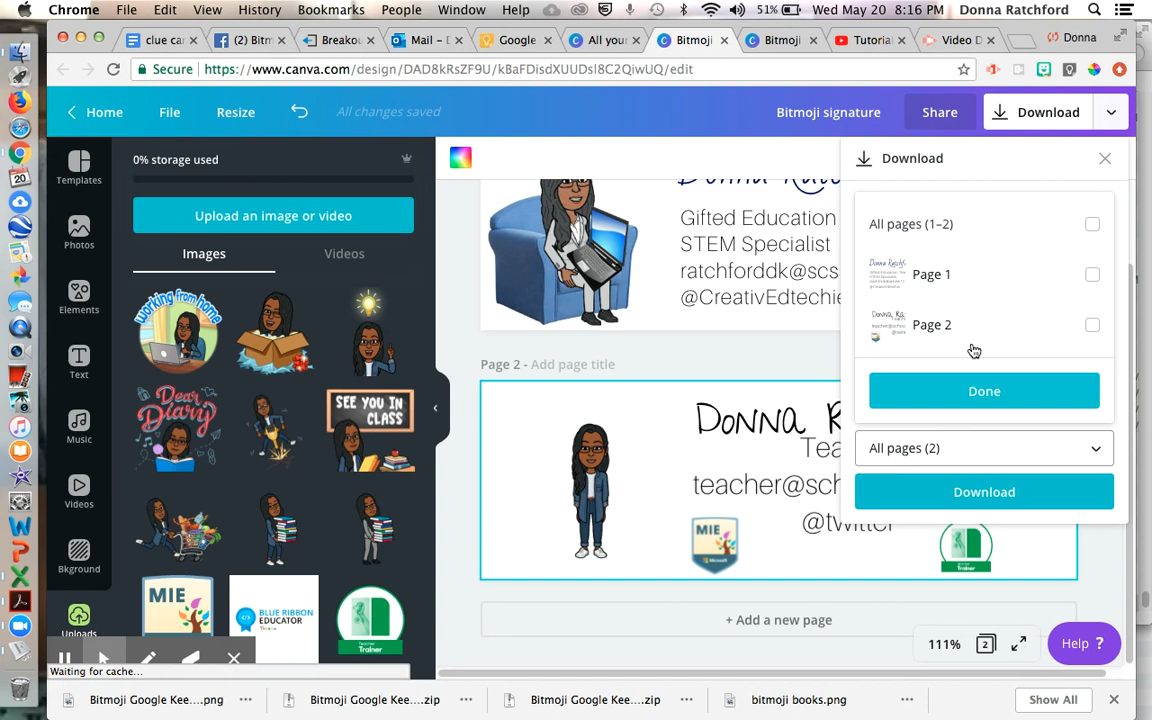 Chrome File Edit View History Bookmarks People Window Help 51% Wed May 20 8:16 PM Donna Ratchford
clue car (2) Bitm Breakou Mail – D Google All your Bitmoji Bitmoji Tutorial Video D Donna
Secure https://www.canva.com/design/DAD8kRsZF9U/kBaFDisdXUUDsl8C2QiwUQ/edit
Home File Resize All changes saved Bitmoji signature Share Download
0% storage used
Upload an image or video
Images Videos
Templates
Photos
Elements
Text
Music
Videos
Bkground
Uploads
working from home
Dear Diary
SEE YOU IN CLASS
MIE
BLUE RIBBON
EDUCATOR
Trainer
Waiting for cache...
Donna Ratc
Gifted Education
STEM Specialist
ratchforddk@scs
@CreativEdtechie
Page 2 - Add page title
Donna R
Tea
teacher@sch
@twitter
MIE
Microsoft
Trainer
+ Add a new page
111% 2 Help ?
Download
All pages (1–2)
Page 1
Page 2
Done
All pages (2)
Download
Bitmoji Google Kee....png Bitmoji Google Kee....zip Bitmoji Google Kee....zip bitmoji books.png Show All